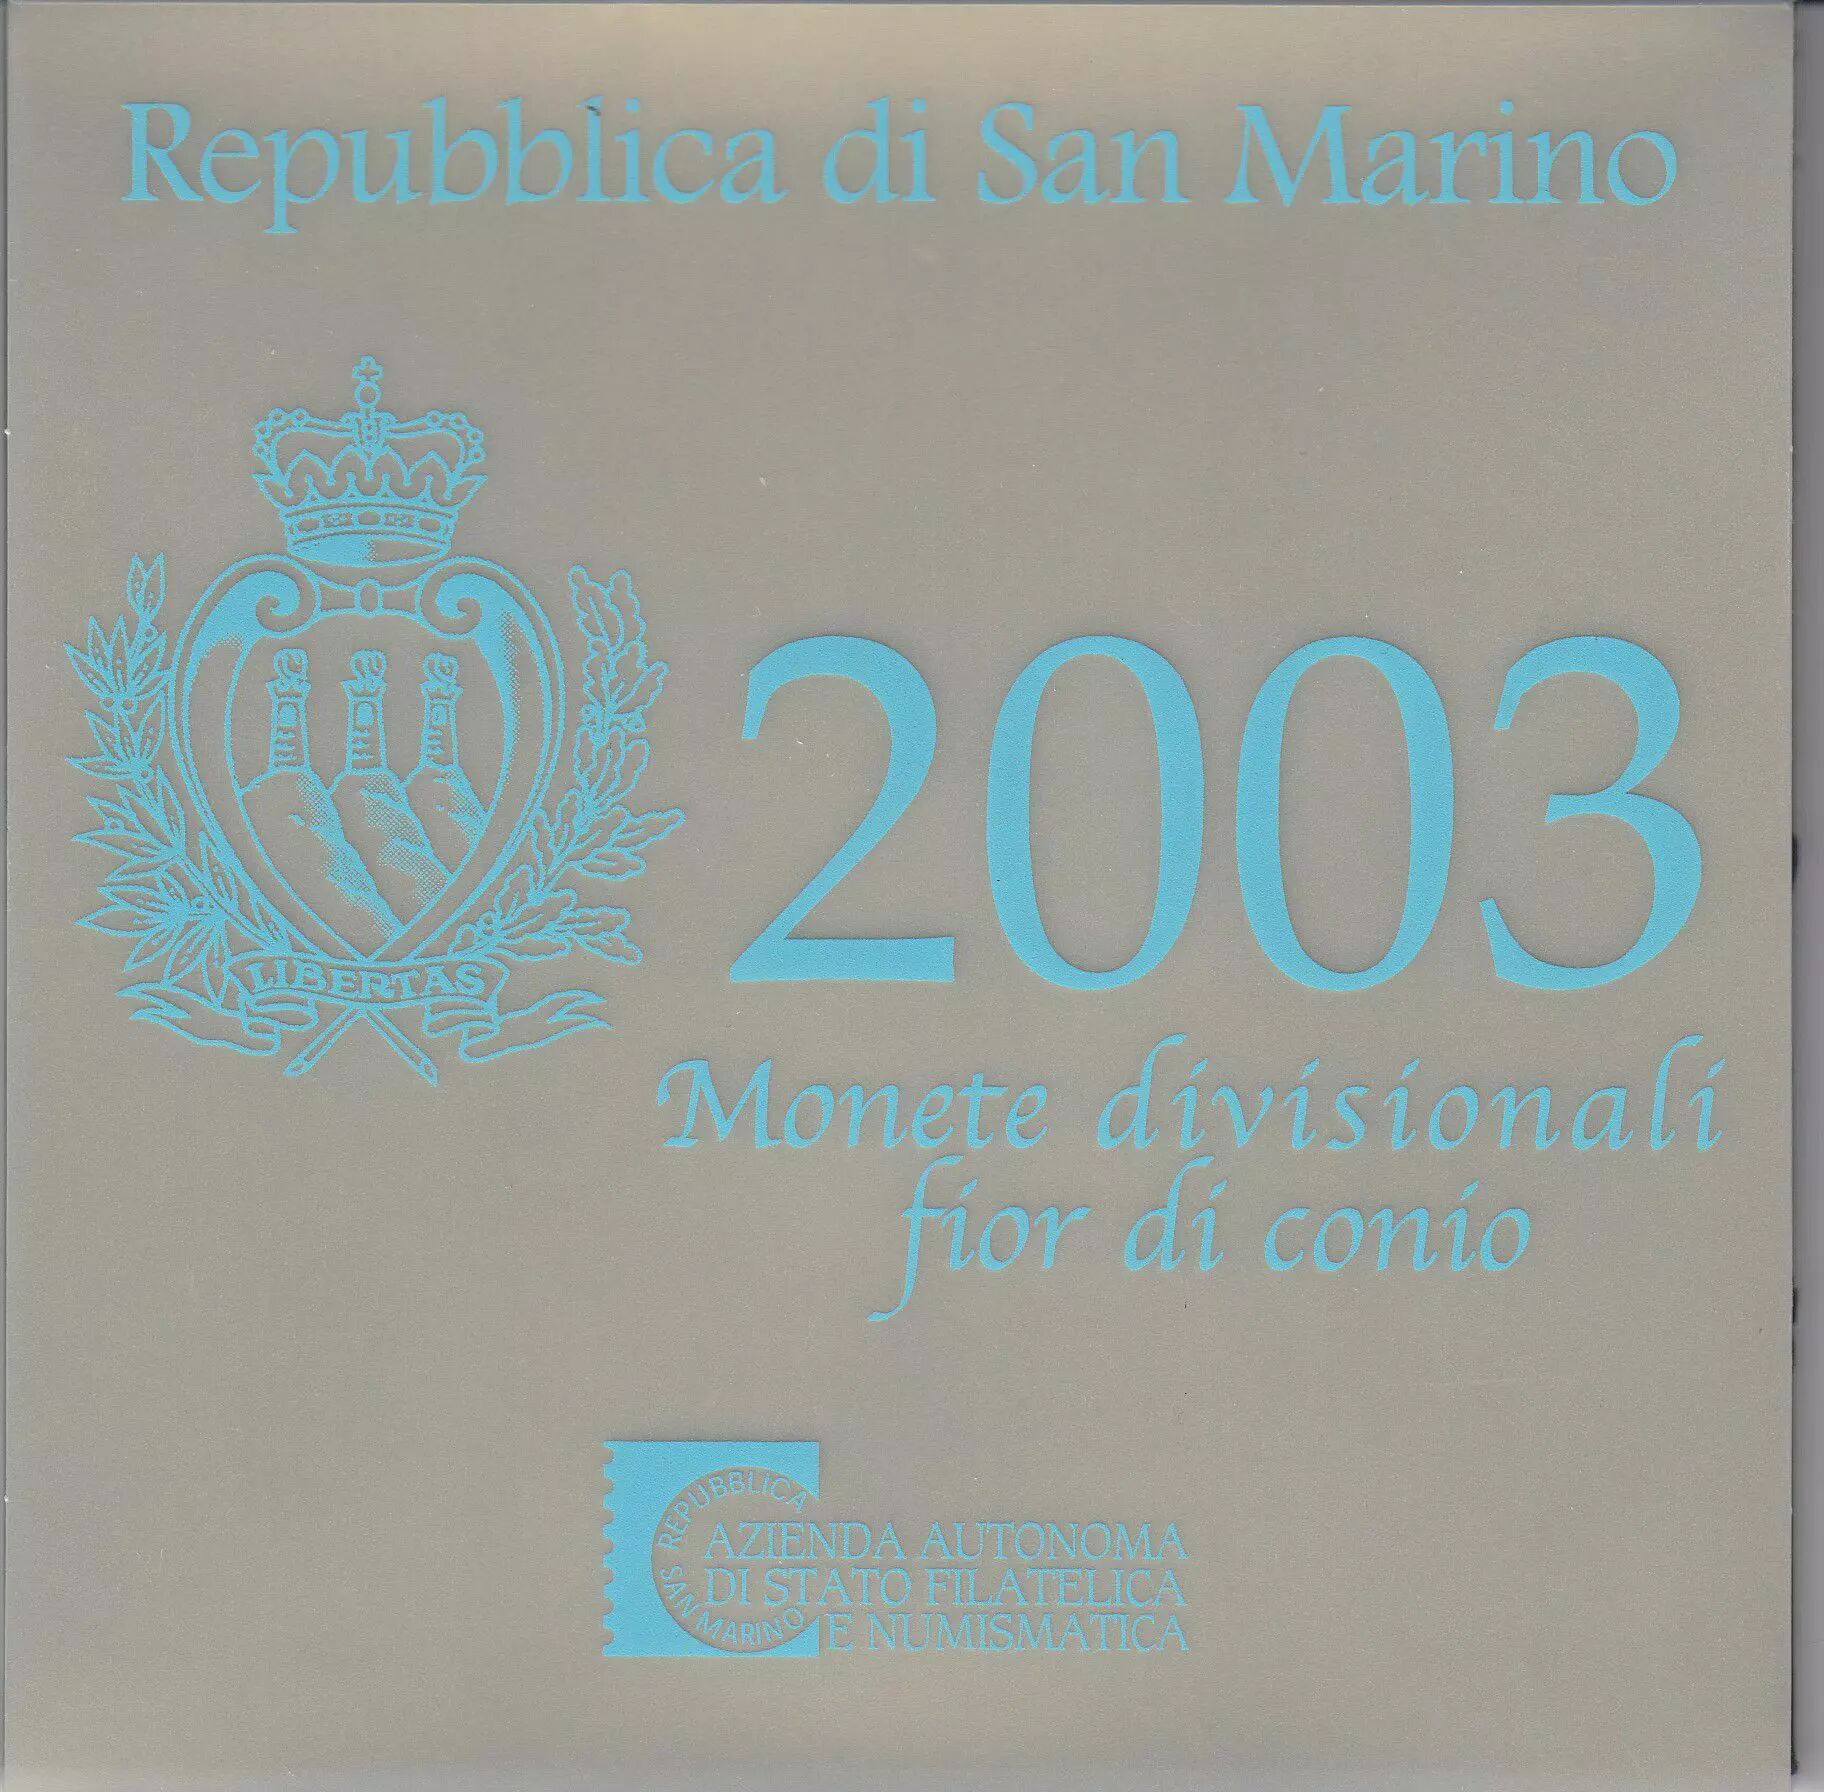 Repubblica di San Marino
LIBERTAS
2003
Monete divisionali
fior di conio
REPUBBLICA
SAN MARINO
AZIENDA AUTONOMA
DI STATO FILATELICA
E NUMISMATICA